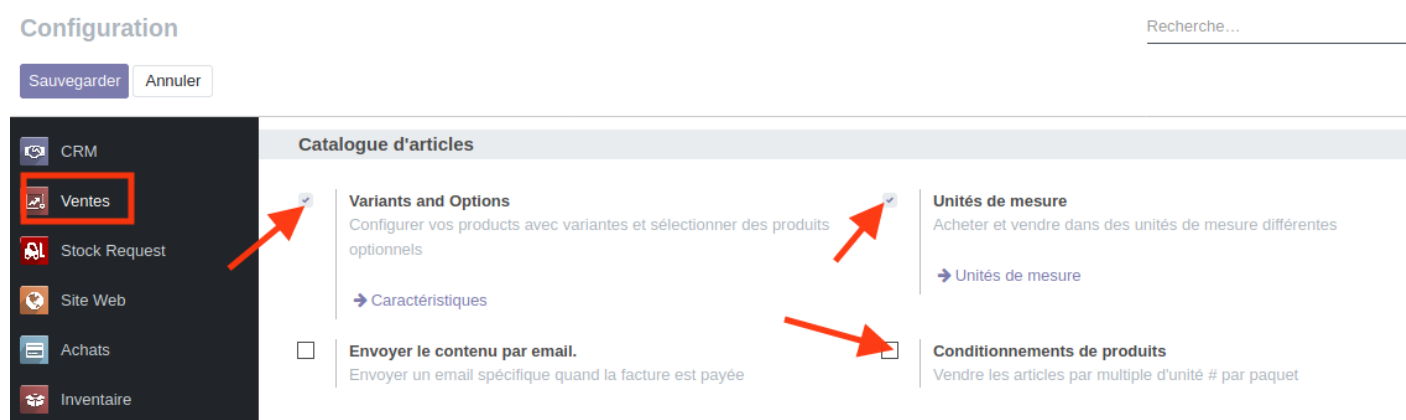 Configuration
Recherche...
Sauvegarder
Annuler
CRM
Ventes
Stock Request
Site Web
Achats
Inventaire
Catalogue d'articles
Variants and Options
Configurer vos products avec variantes et sélectionner des produits
optionnels
Caractéristiques
Unités de mesure
Acheter et vendre dans des unités de mesure différentes
Unités de mesure
Envoyer le contenu par email.
Envoyer un email spécifique quand la facture est payée
Conditionnements de produits
Vendre les articles par multiple d'unité # par paquet